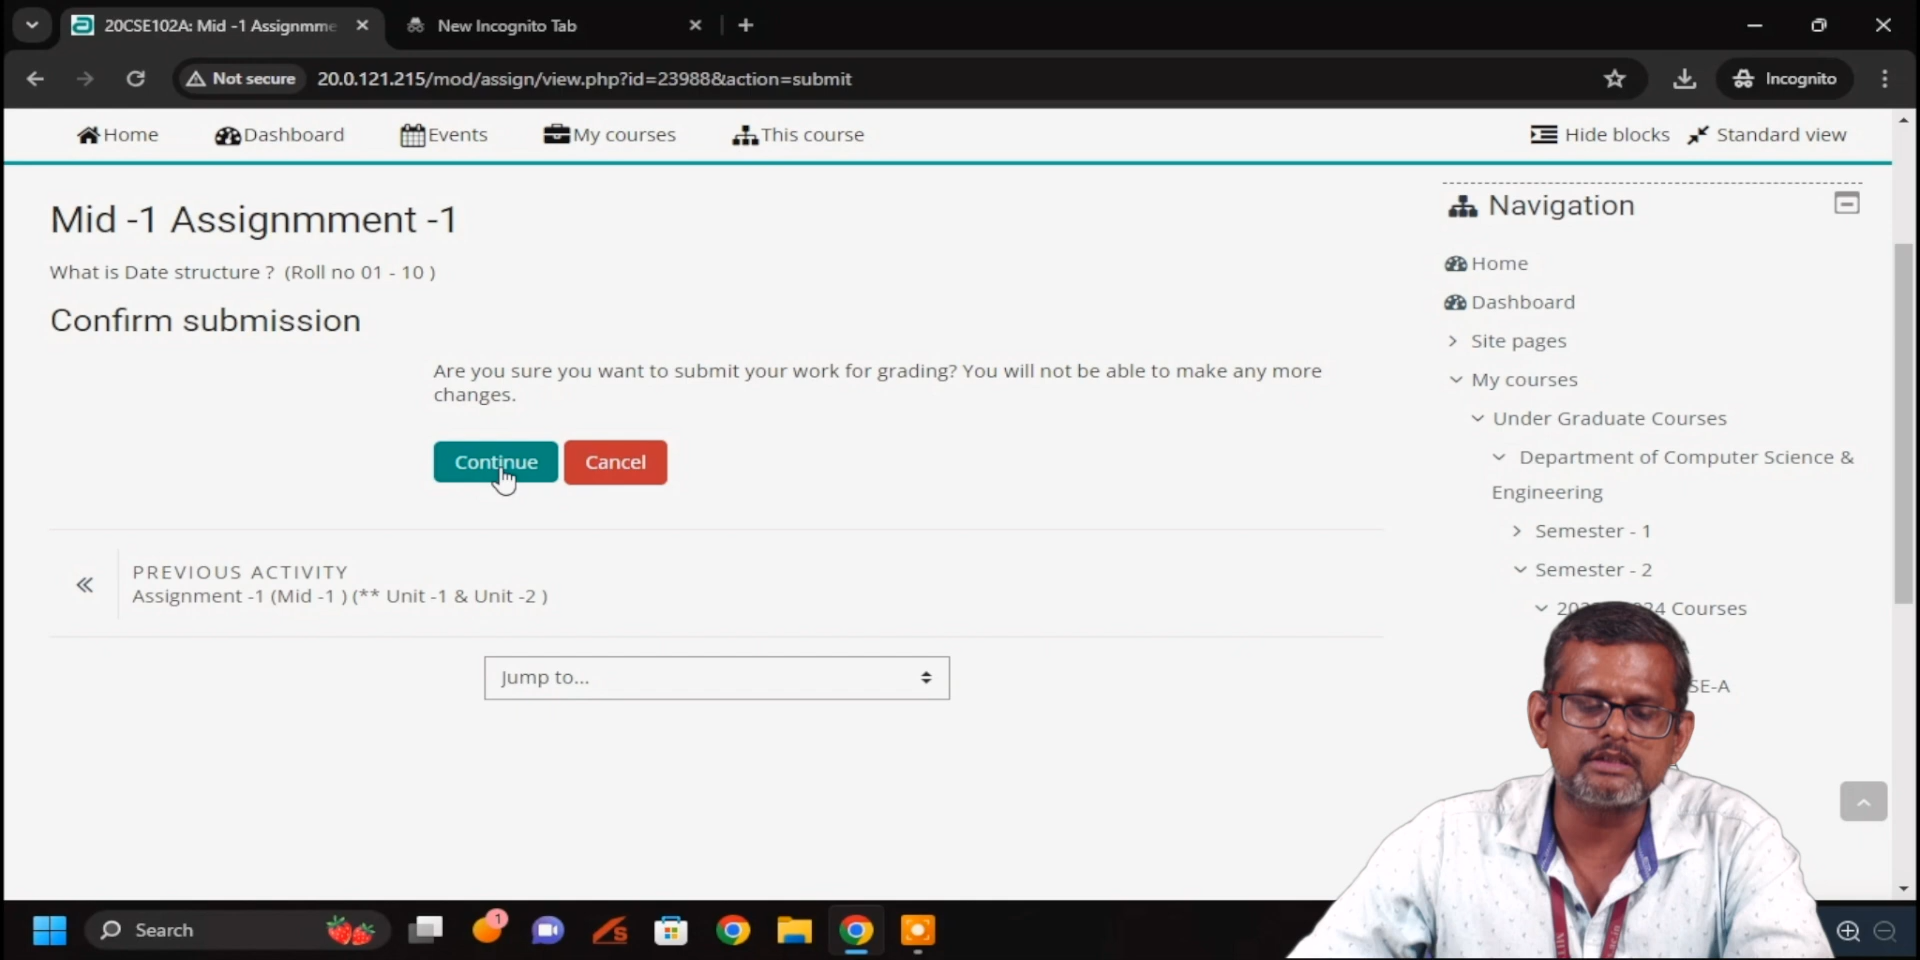 20CSE102A: Mid -1 Assignmme
New Incognito Tab
Not secure
20.0.121.215/mod/assign/view.php?id=23988&action=submit
Incognito
Home
Dashboard
Events
My courses
This course
Hide blocks
Standard view
Mid -1 Assignmment -1
What is Date structure ?  (Roll no 01 - 10 )
Confirm submission
Are you sure you want to submit your work for grading? You will not be able to make any more
changes.
Continue
Cancel
PREVIOUS ACTIVITY
Assignment -1 (Mid -1 ) (** Unit -1 & Unit -2 )
Jump to...
Navigation
Home
Dashboard
Site pages
My courses
Under Graduate Courses
Department of Computer Science &
Engineering
Semester - 1
Semester - 2
Courses
SE-A
Search
1